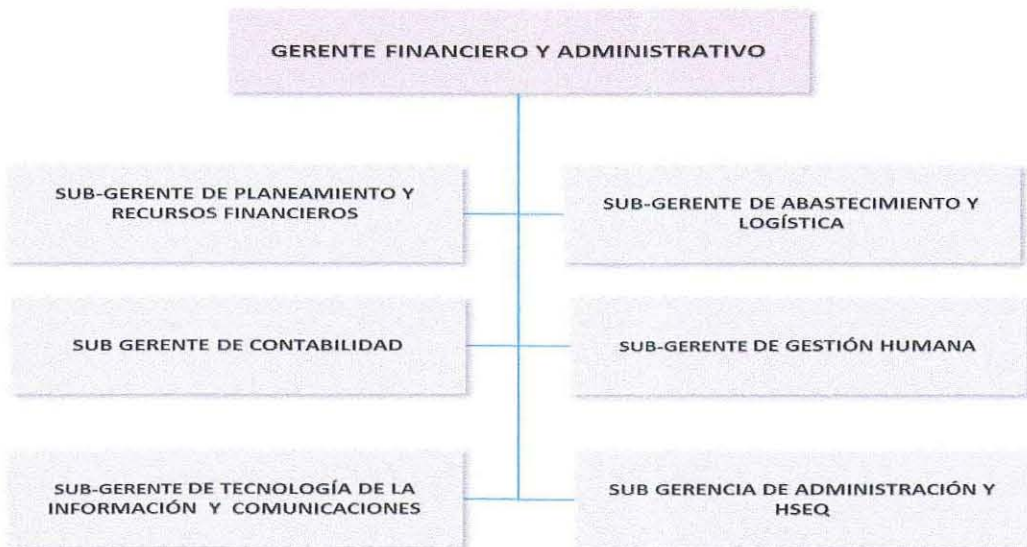 GERENTE FINANCIERO Y ADMINISTRATIVO
SUB-GERENTE DE PLANEAMIENTO Y
RECURSOS FINANCIEROS
SUB-GERENTE DE ABASTECIMIENTO Y
LOGÍSTICA
SUB GERENTE DE CONTABILIDAD
SUB-GERENTE DE GESTIÓN HUMANA
SUB-GERENTE DE TECNOLOGÍA DE LA
INFORMACIÓN Y COMUNICACIONES
SUB GERENCIA DE ADMINISTRACIÓN Y
HSEQ